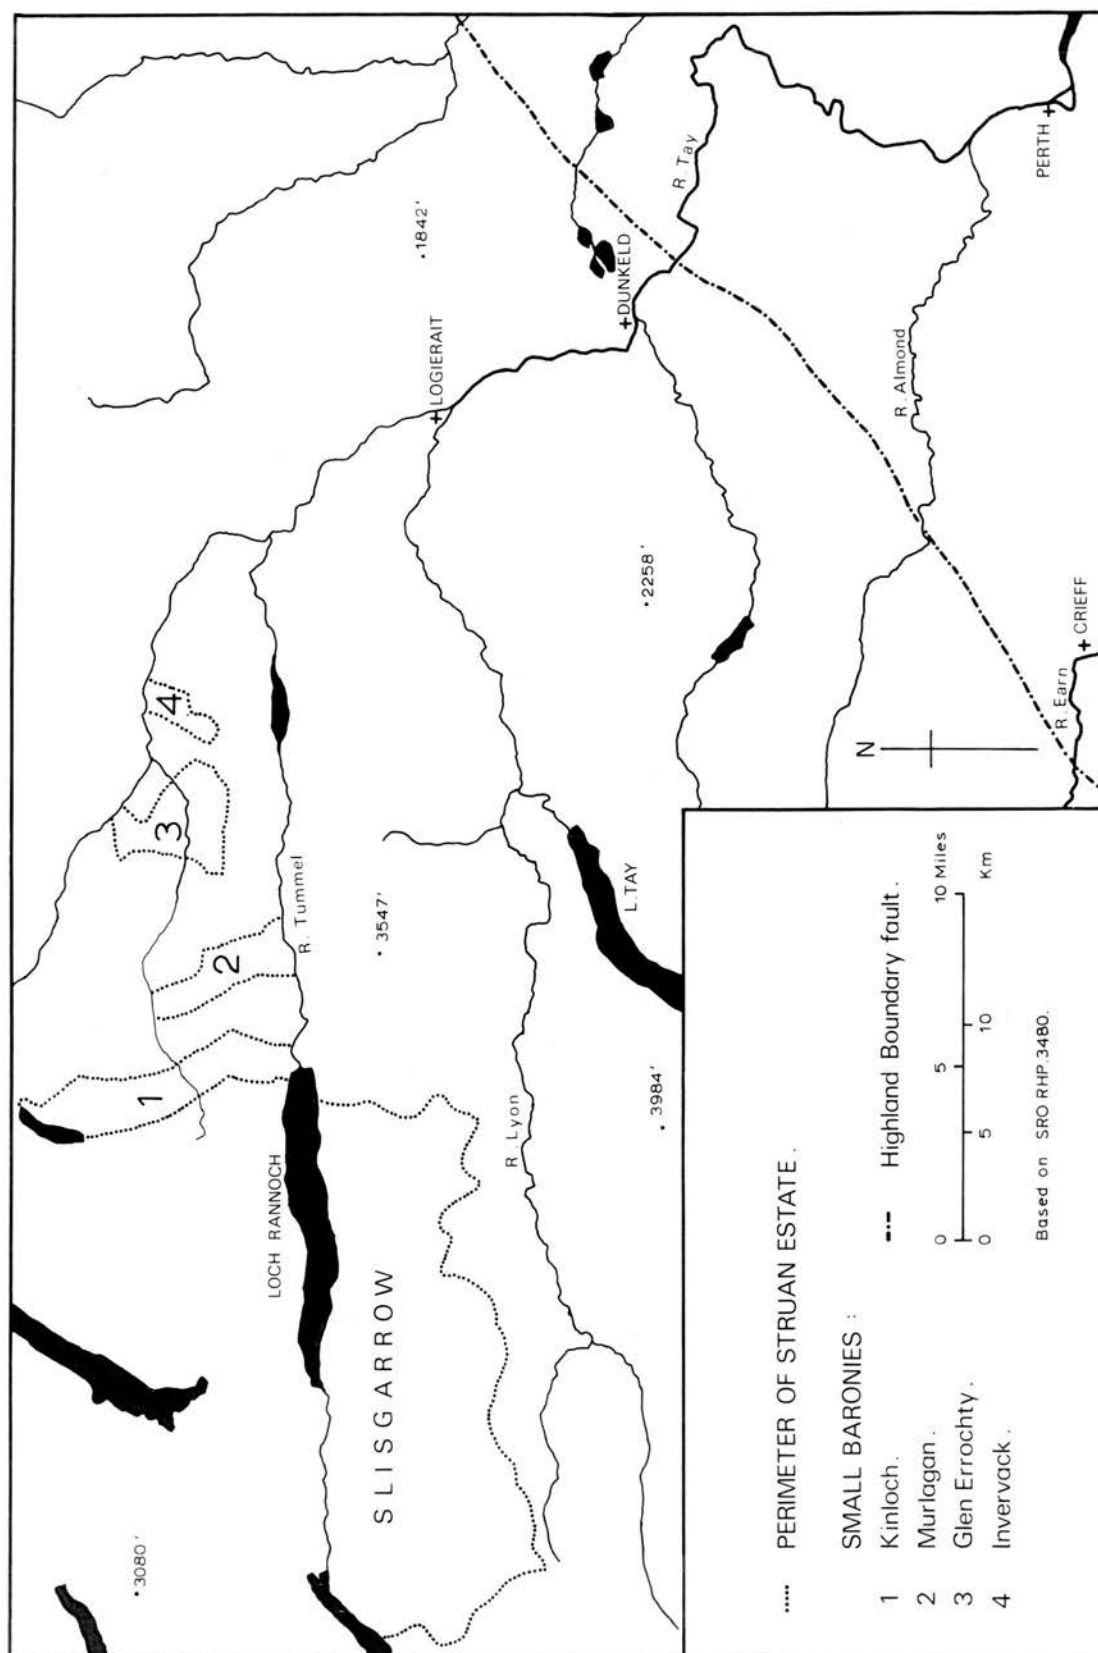 .3080'
SLISGARROW
LOCH RANNOCH
1
2
3
4
R. Tummel
.3547'
R. Lyon
.3984'
L.TAY
LOGIERAIT
.1842'
.2258'
DUNKELD
R. Tay
R. Almond
PERTH
R. Earn
CRIEFF
N
..... PERIMETER OF STRUAN ESTATE.
SMALL BARONIES :
1 Kinloch.
2 Murlagan.
3 Glen Errochty.
4 Invervack.
Highland Boundary fault.
0 5 10 Miles
0 5 10 Km
Based on SRO RHP.3480.